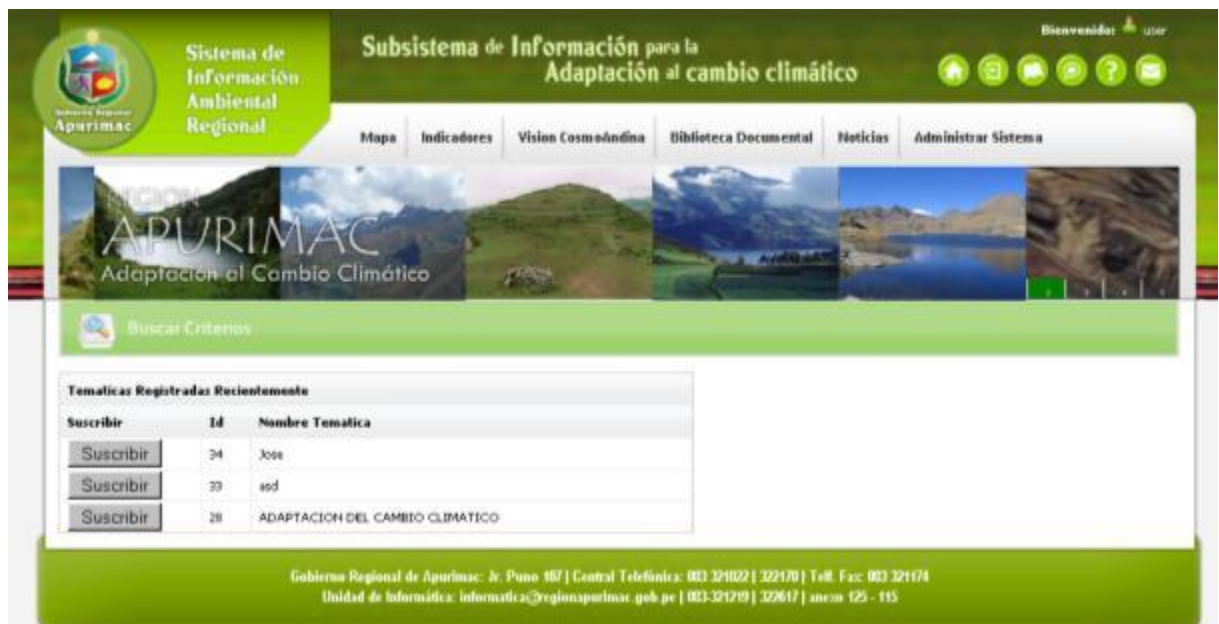 Bienvenido: user
Subsistema de Información para la
Adaptación al cambio climático
Sistema de
Información
Ambiental
Regional
Gobierno Regional
Apurimac
Mapa Indicadores Vision CosmoAndina Biblioteca Documental Noticias Administrar Sistema
REGION
APURIMAC
Adaptación al Cambio Climático
Buscar Criterios
Tematicas Registradas Recientemente
Suscribir Id Nombre Tematica
Suscribir 34 Jose
Suscribir 33 asd
Suscribir 28 ADAPTACION DEL CAMBIO CLIMATICO
Gobierno Regional de Apurimac: Jr. Puno 107 | Central Telefónica: 083 321022 | 322170 | Telf. Fax: 083 321174
Unidad de Informática: informatica@regionapurimac.gob.pe | 083-321219 | 322617 | anexo 125 - 115